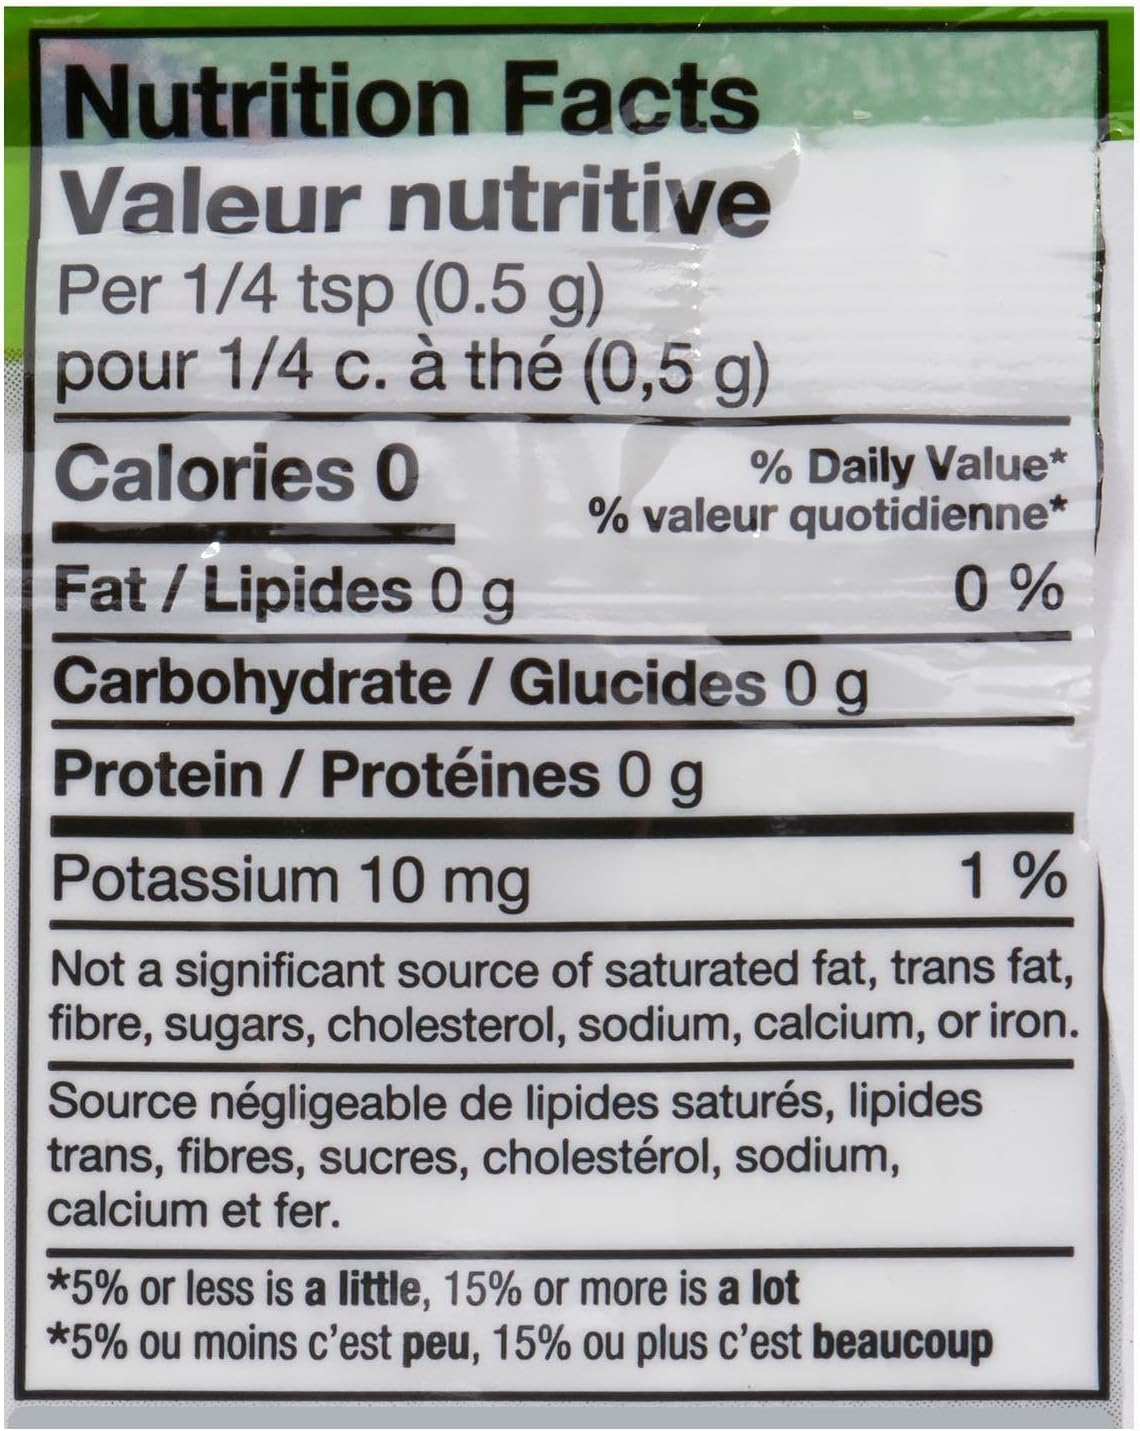 Nutrition Facts
Valeur nutritive
Per 1/4 tsp (0.5 g)
pour 1/4 c. à thé (0,5 g)
Calories 0
% Daily Value*
% valeur quotidienne*
Fat / Lipides 0 g 0 %
Carbohydrate / Glucides 0 g
Protein / Protéines 0 g
Potassium 10 mg 1 %
Not a significant source of saturated fat, trans fat,
fibre, sugars, cholesterol, sodium, calcium, or iron.
Source négligeable de lipides saturés, lipides
trans, fibres, sucres, cholestérol, sodium,
calcium et fer.
*5% or less is a little, 15% or more is a lot
*5% ou moins c'est peu, 15% ou plus c'est beaucoup